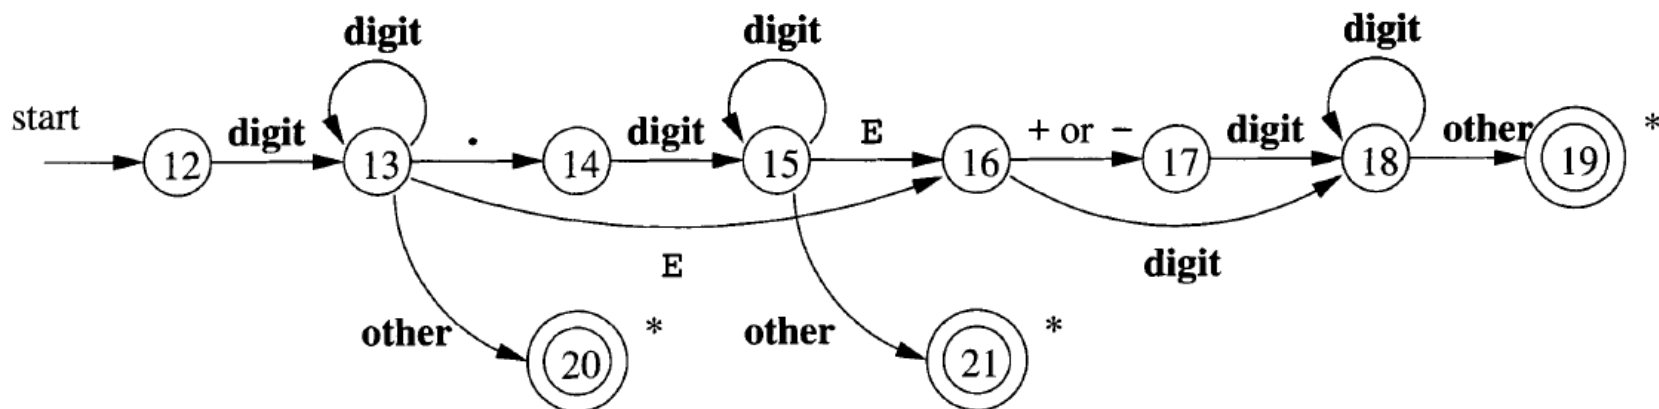 digit digit digit
start
digit . digit E + or - digit other *
12 13 14 15 16 17 18 19
E digit
other * other *
20 21